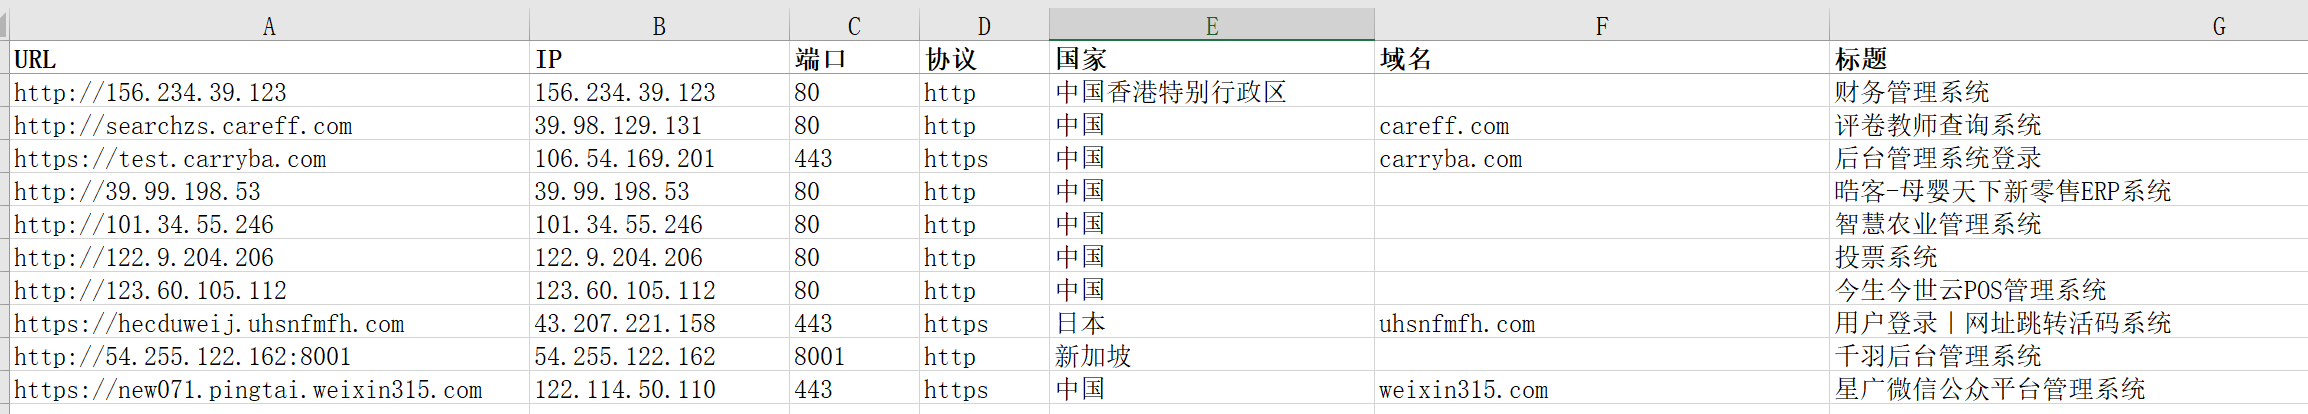 A B C D E F G
URL IP 端口 协议 国家 域名 标题
http://156.234.39.123 156.234.39.123 80 http 中国香港特别行政区 财务管理系统
http://searchzs.careff.com 39.98.129.131 80 http 中国 careff.com 评卷教师查询系统
https://test.carryba.com 106.54.169.201 443 https 中国 carryba.com 后台管理系统登录
http://39.99.198.53 39.99.198.53 80 http 中国 晧客-母婴天下新零售ERP系统
http://101.34.55.246 101.34.55.246 80 http 中国 智慧农业管理系统
http://122.9.204.206 122.9.204.206 80 http 中国 投票系统
http://123.60.105.112 123.60.105.112 80 http 中国 今生今世云POS管理系统
https://hecduweij.uhsnfmfh.com 43.207.221.158 443 https 日本 uhsnfmfh.com 用户登录｜网址跳转活码系统
http://54.255.122.162:8001 54.255.122.162 8001 http 新加坡 千羽后台管理系统
https://new071.pingtai.weixin315.com 122.114.50.110 443 https 中国 weixin315.com 星广微信公众平台管理系统